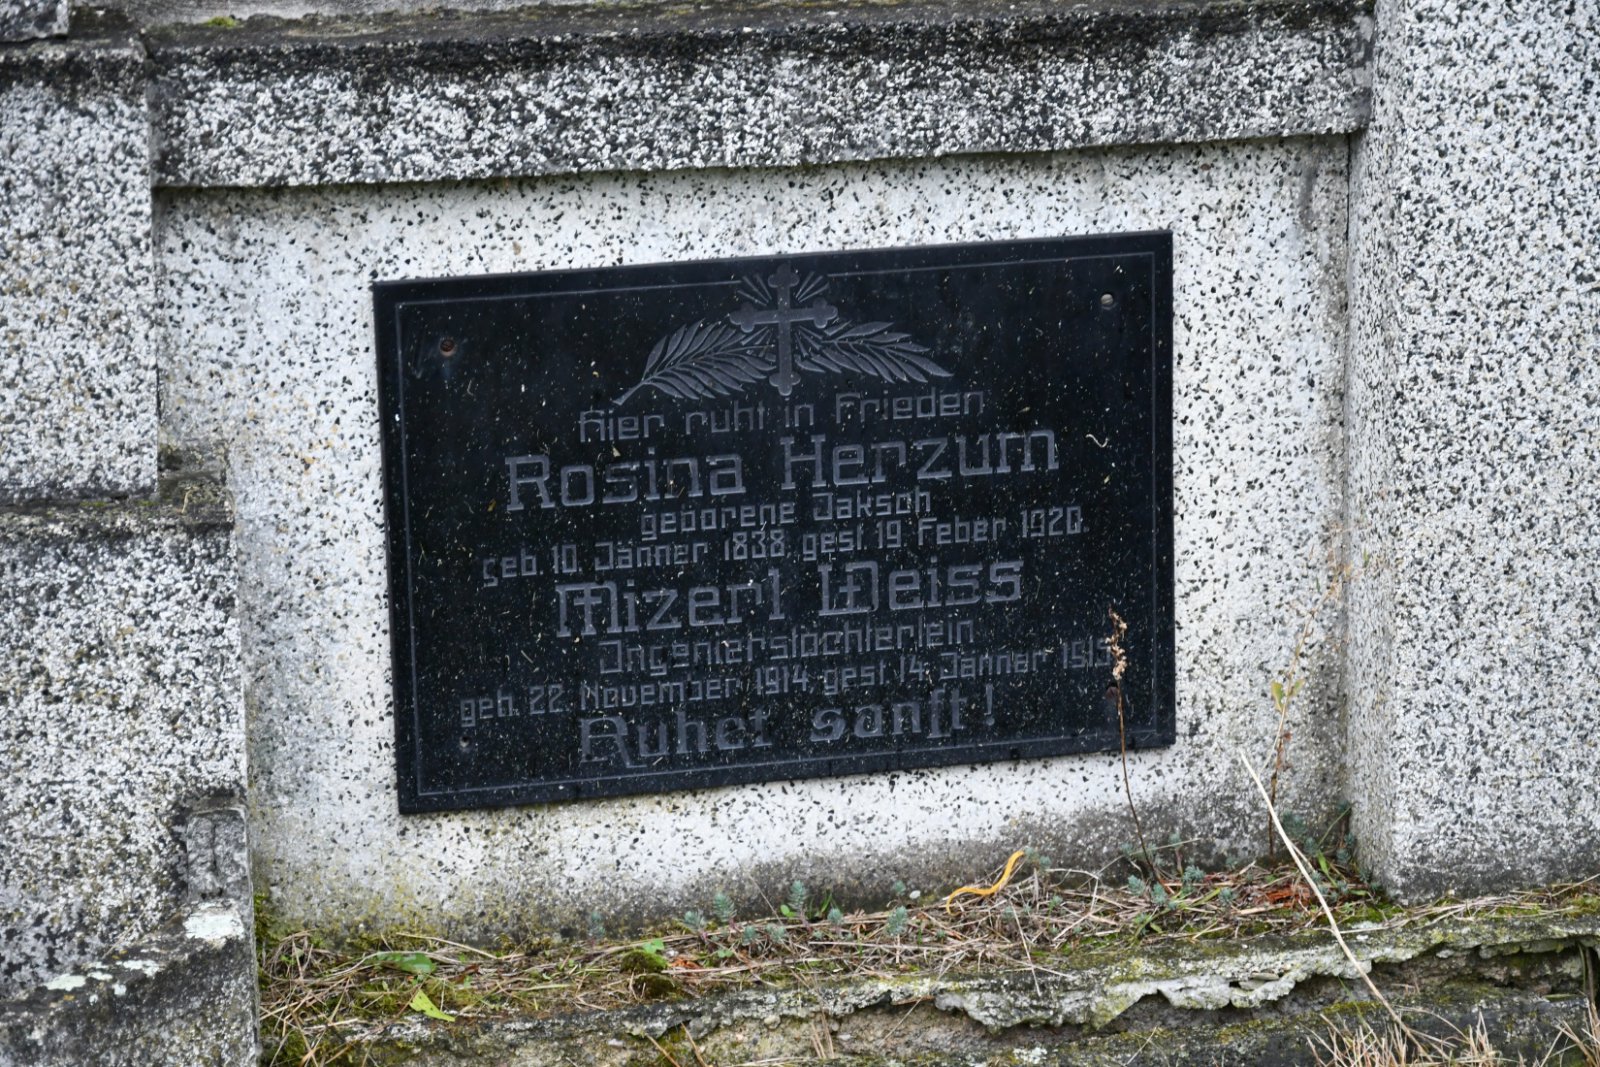 Hier ruht in Frieden
Rosina Herzum
geborene Jaksch
geb. 10. Jänner 1838 gest 19 Feber 1920.
Mizerl Weiss
Ingenierstöchterlein
geb. 22. November 1914, gest 14. Jänner 1915
Ruhet sanft!